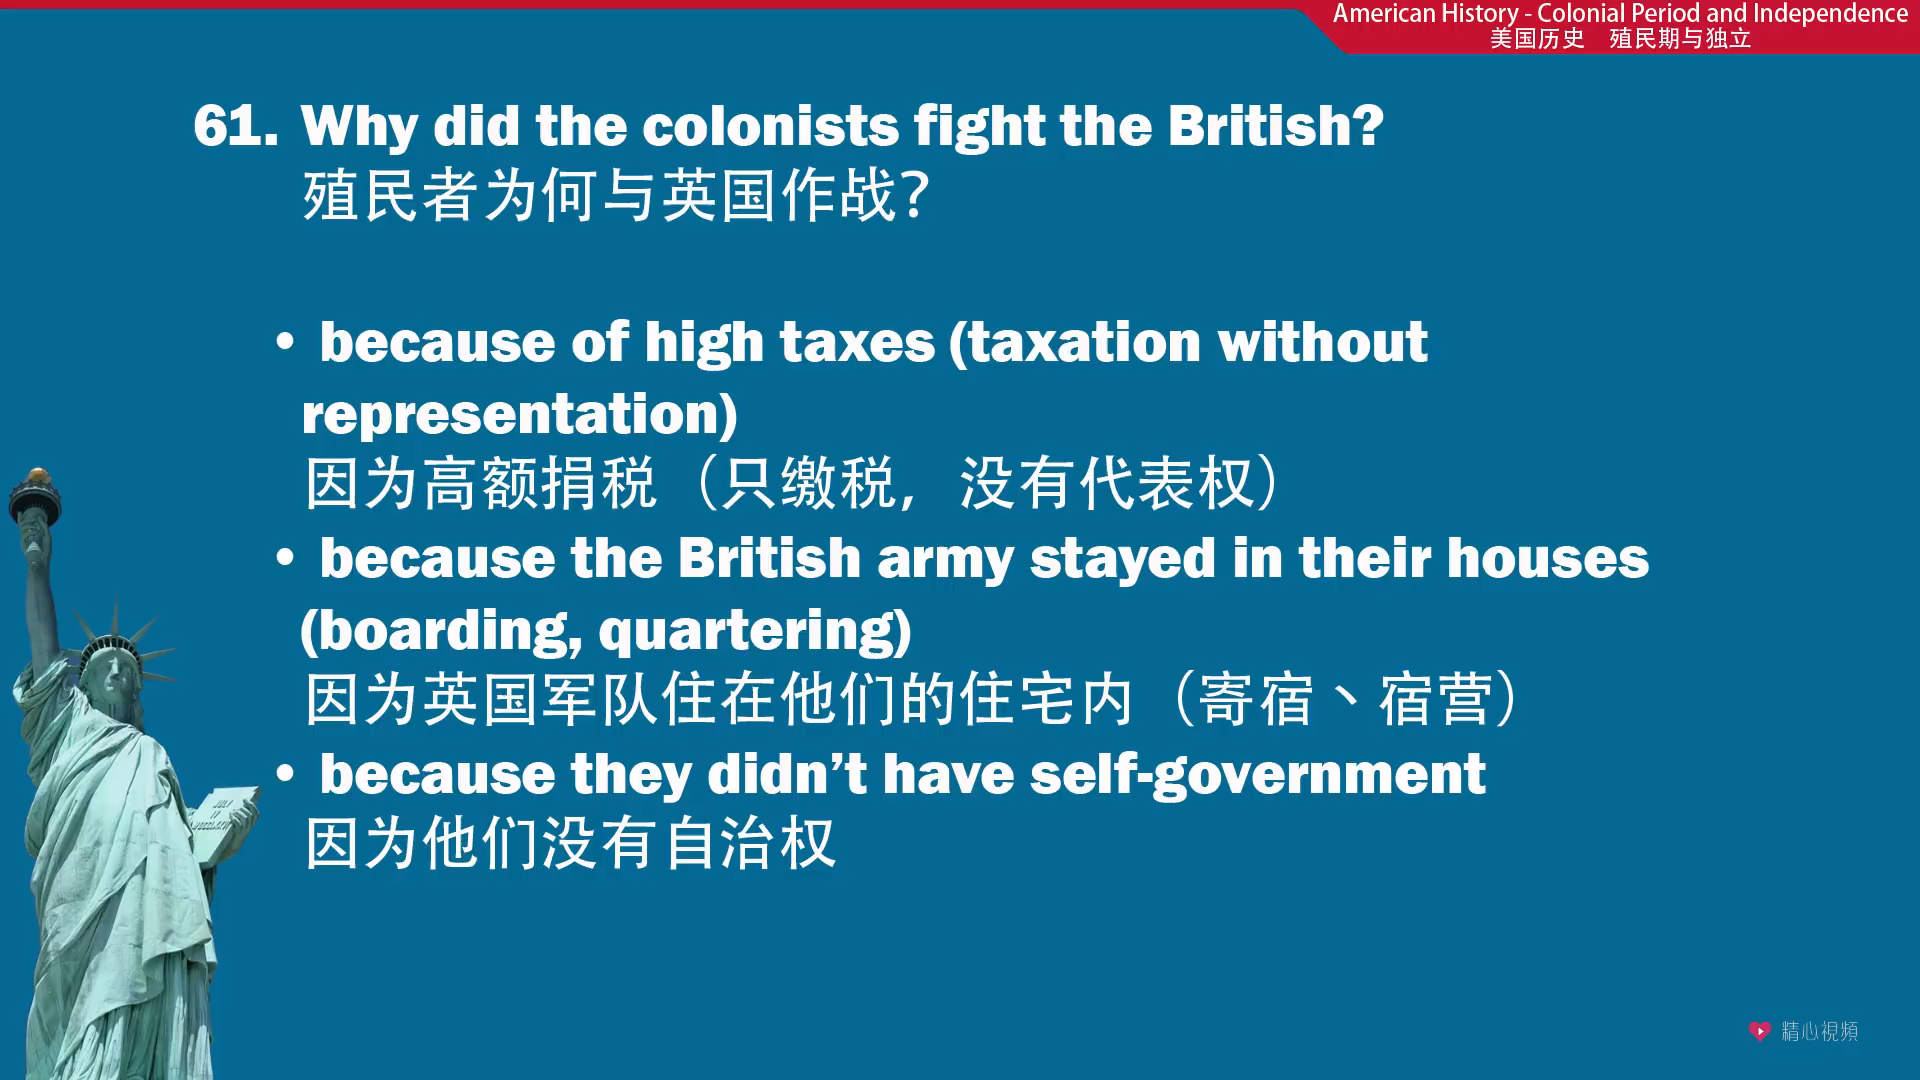 American History - Colonial Period and Independence
美国历史 殖民期与独立
61. Why did the colonists fight the British?
殖民者为何与英国作战?
• because of high taxes (taxation without
representation)
因为高额捐税（只缴税，没有代表权）
• because the British army stayed in their houses
(boarding, quartering)
因为英国军队住在他们的住宅内（寄宿、宿营）
• because they didn't have self-government
因为他们没有自治权
JULY
IV
精心視頻